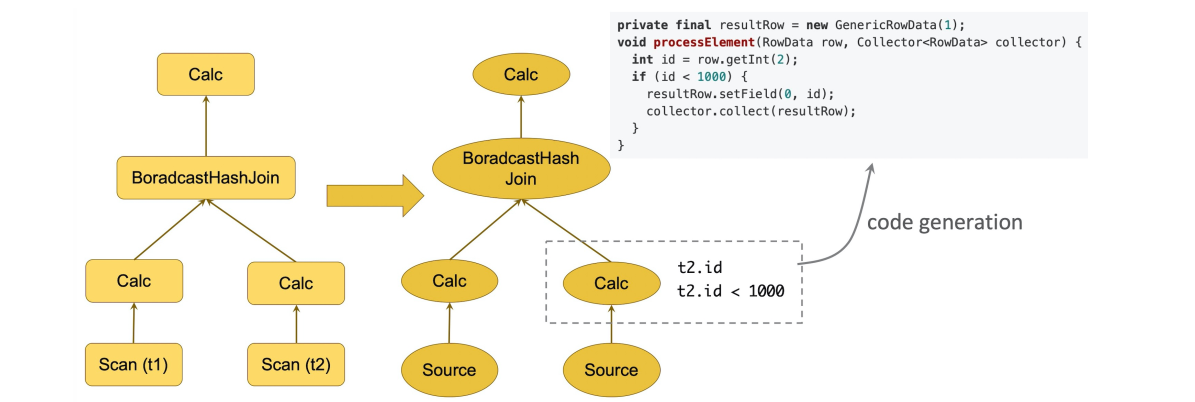 private final resultRow = new GenericRowData(1);
void processElement(RowData row, Collector<RowData> collector) {
int id = row.getInt(2);
if (id < 1000) {
resultRow.setField(0, id);
collector.collect(resultRow);
}
}
Calc
BoradcastHashJoin
Calc
Calc
Scan (t1)
Scan (t2)
Calc
BoradcastHash
Join
Calc
Calc
t2.id
t2.id < 1000
Source
Source
code generation